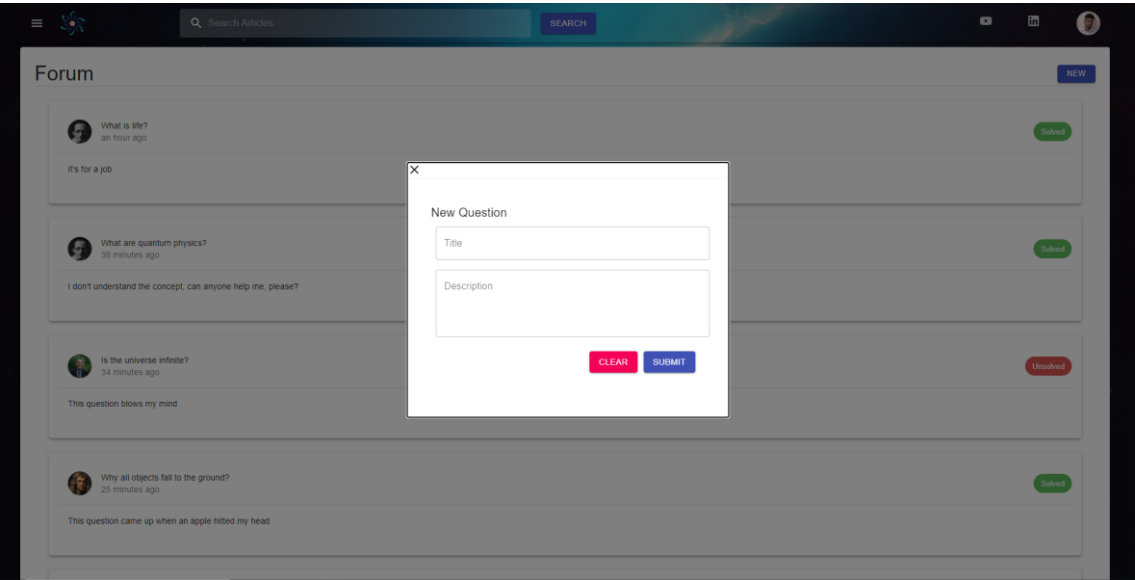 Search Articles...
SEARCH
Forum
NEW
What is life?
an hour ago
Solved
It's for a job
What are quantum physics?
36 minutes ago
Solved
I don't understand the concept, can anyone help me, please?
Is the universe infinite?
34 minutes ago
Unsolved
This question blows my mind
Why all objects fall to the ground?
25 minutes ago
Solved
This question came up when an apple hitted my head
New Question
Title
Description
CLEAR
SUBMIT